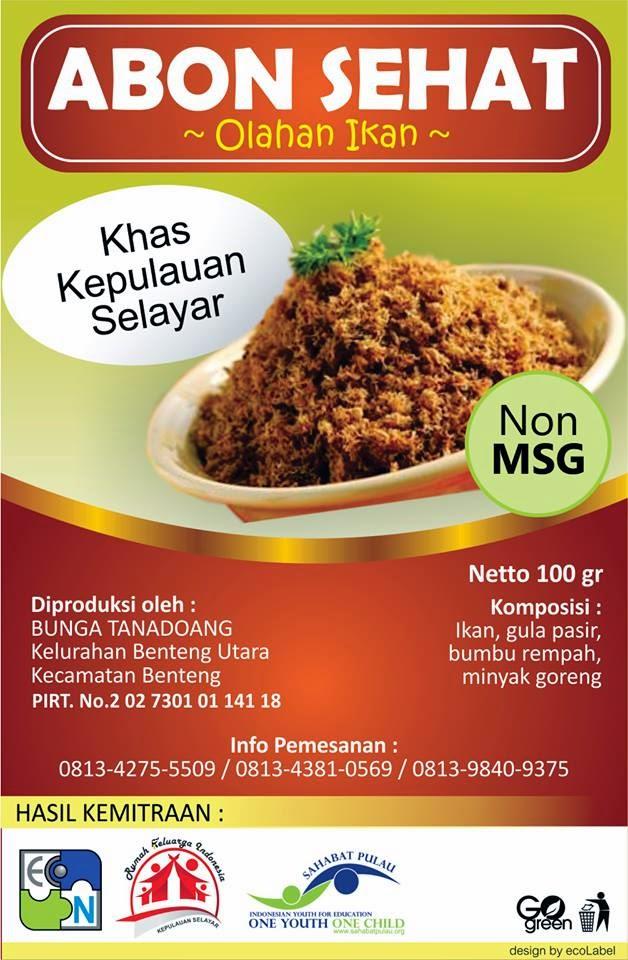 ABON SEHAT
~ Olahan Ikan ~
Khas
Kepulauan
Selayar
Non
MSG
Netto 100 gr
Komposisi :
Ikan, gula pasir,
bumbu rempah,
minyak goreng
Diproduksi oleh :
BUNGA TANADOANG
Kelurahan Benteng Utara
Kecamatan Benteng
PIRT. No.2 02 7301 01 141 18
Info Pemesanan :
0813-4275-5509 / 0813-4381-0569 / 0813-9840-9375
HASIL KEMITRAAN :
ECO
N
Rumah Keluarga Indonesia
KEPULAUAN SELAYAR
SAHABAT PULAU
INDONESIAN YOUTH FOR EDUCATION
ONE YOUTH ONE CHILD
www.sahabatpulau.org
GO
green
design by ecoLabel